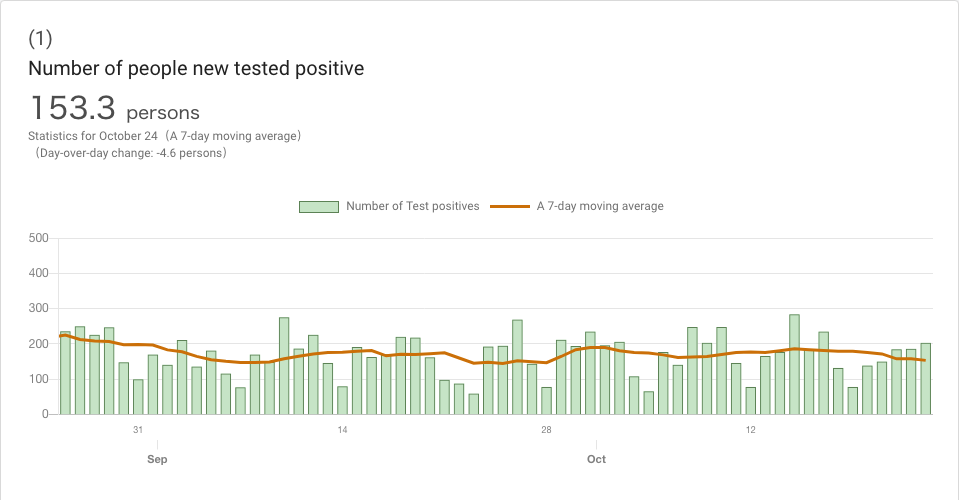 (1)
Number of people new tested positive
153.3 persons
Statistics for October 24（A 7-day moving average）
（Day-over-day change: -4.6 persons）
Number of Test positives A 7-day moving average
500
400
300
200
100
0
31 14 28 12
Sep Oct